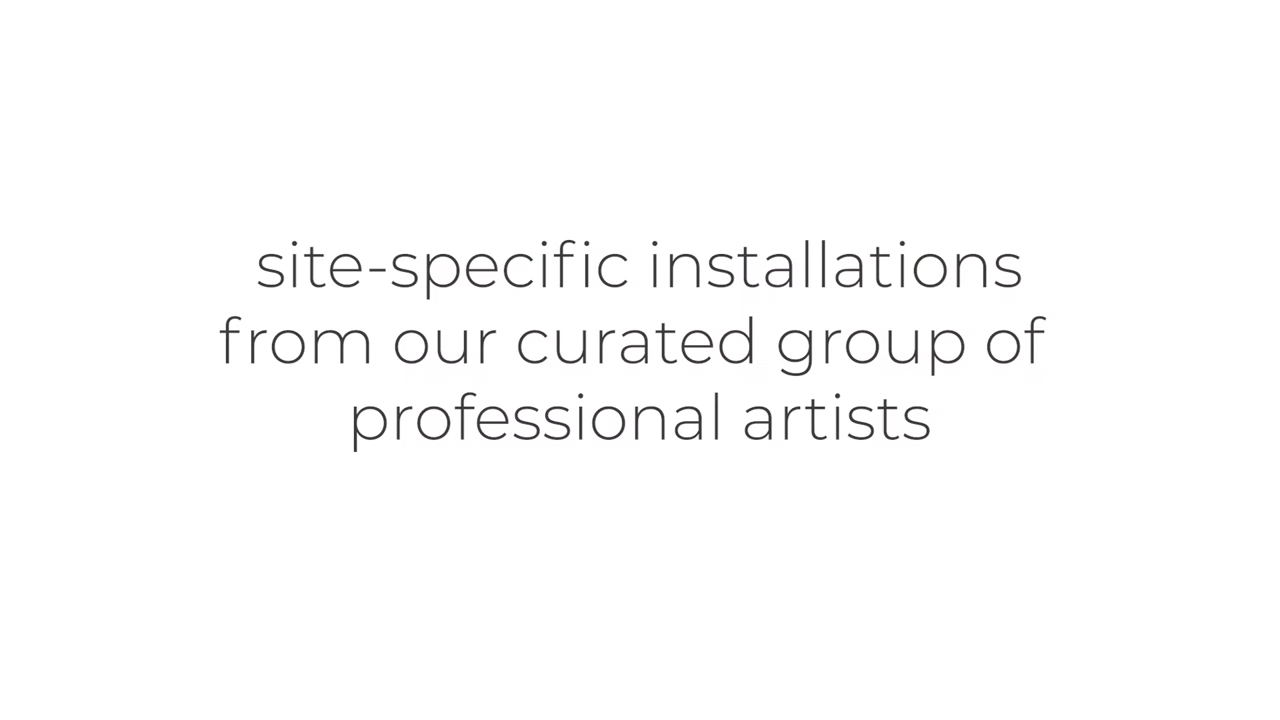 site-specific installations
from our curated group of
professional artists